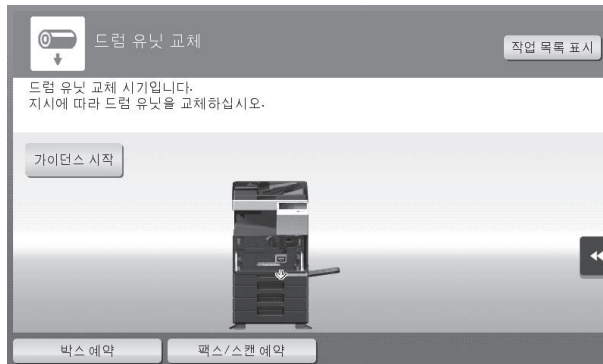 드럼 유닛 교체
작업 목록 표시
드럼 유닛 교체 시기입니다.
지시에 따라 드럼 유닛을 교체하십시오.
가이던스 시작
박스 예약
팩스/스캔 예약